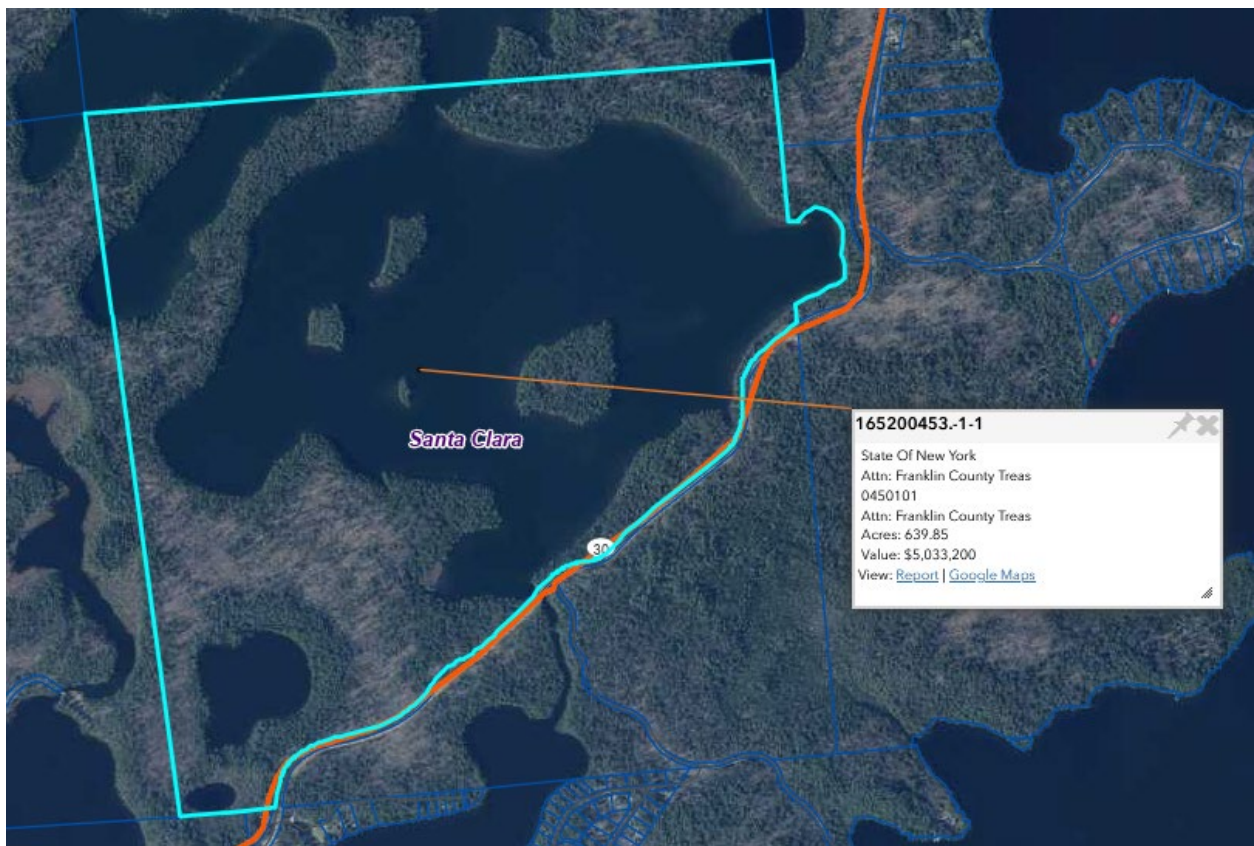 Santa Clara
30
165200453.-1-1
State Of New York
Attn: Franklin County Treas
0450101
Attn: Franklin County Treas
Acres: 639.85
Value: $5,033,200
View: Report | Google Maps